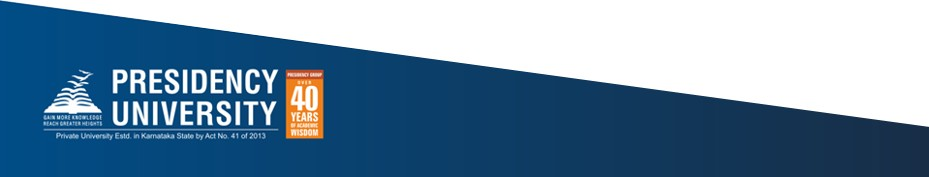 PRESIDENCY
UNIVERSITY
GAIN MORE KNOWLEDGE
REACH GREATER HEIGHTS
Private University Estd. in Karnataka State by Act No. 41 of 2013
PRESIDENCY GROUP
OVER
40
YEARS
OF ACADEMIC
WISDOM